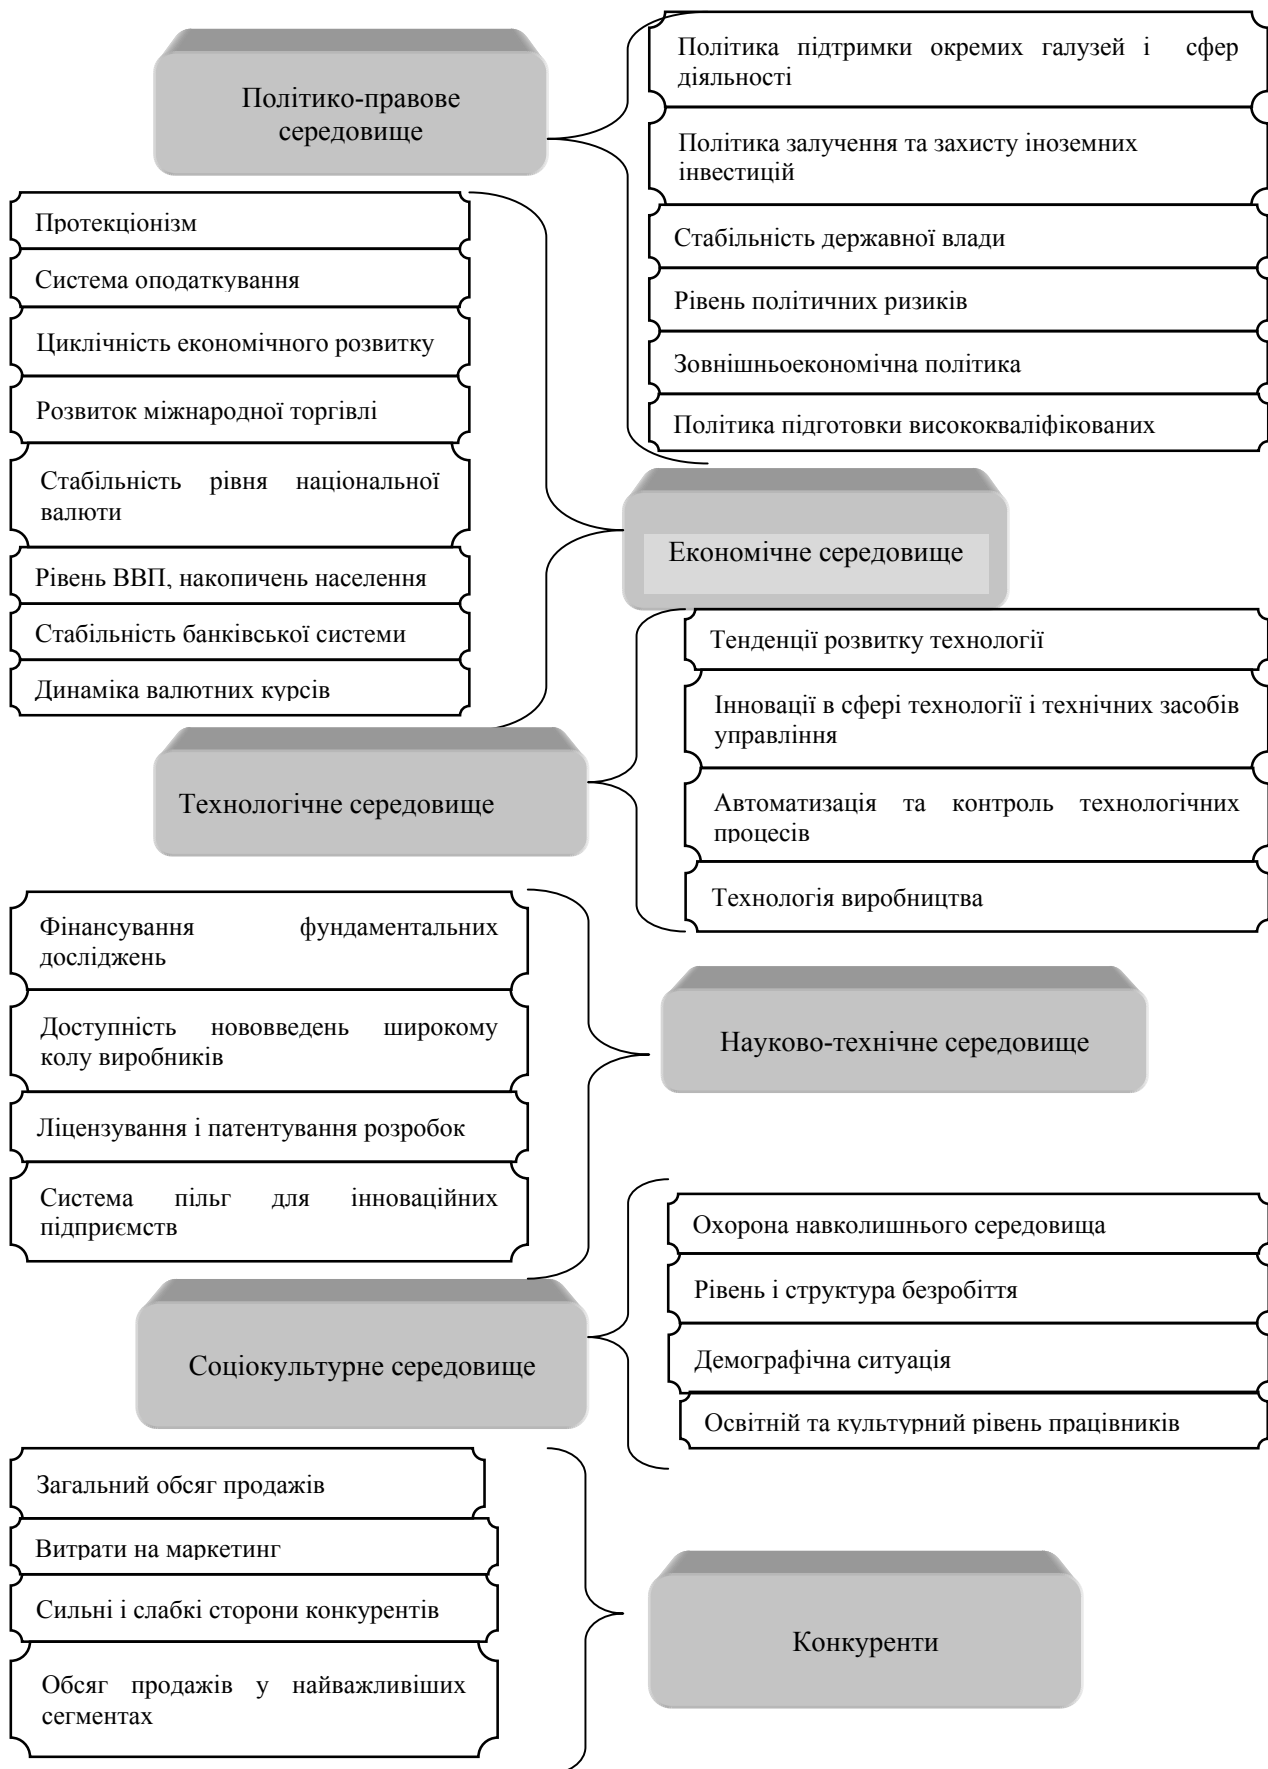 Політико-правове
середовище
Політика підтримки окремих галузей і сфер
діяльності
Політика залучення та захисту іноземних
інвестицій
Стабільність державної влади
Рівень політичних ризиків
Зовнішньоекономічна політика
Політика підготовки висококваліфікованих
Протекціонізм
Система оподаткування
Циклічність економічного розвитку
Розвиток міжнародної торгівлі
Стабільність рівня національної
валюти
Рівень ВВП, накопичень населення
Стабільність банківської системи
Динаміка валютних курсів
Економічне середовище
Технологічне середовище
Тенденції розвитку технології
Інновації в сфері технології і технічних засобів
управління
Автоматизація та контроль технологічних
процесів
Технологія виробництва
Фінансування фундаментальних
досліджень
Доступність нововведень широкому
колу виробників
Ліцензування і патентування розробок
Система пільг для інноваційних
підприємств
Науково-технічне середовище
Соціокультурне середовище
Охорона навколишнього середовища
Рівень і структура безробіття
Демографічна ситуація
Освітній та культурний рівень працівників
Загальний обсяг продажів
Витрати на маркетинг
Сильні і слабкі сторони конкурентів
Обсяг продажів у найважливіших
сегментах
Конкуренти